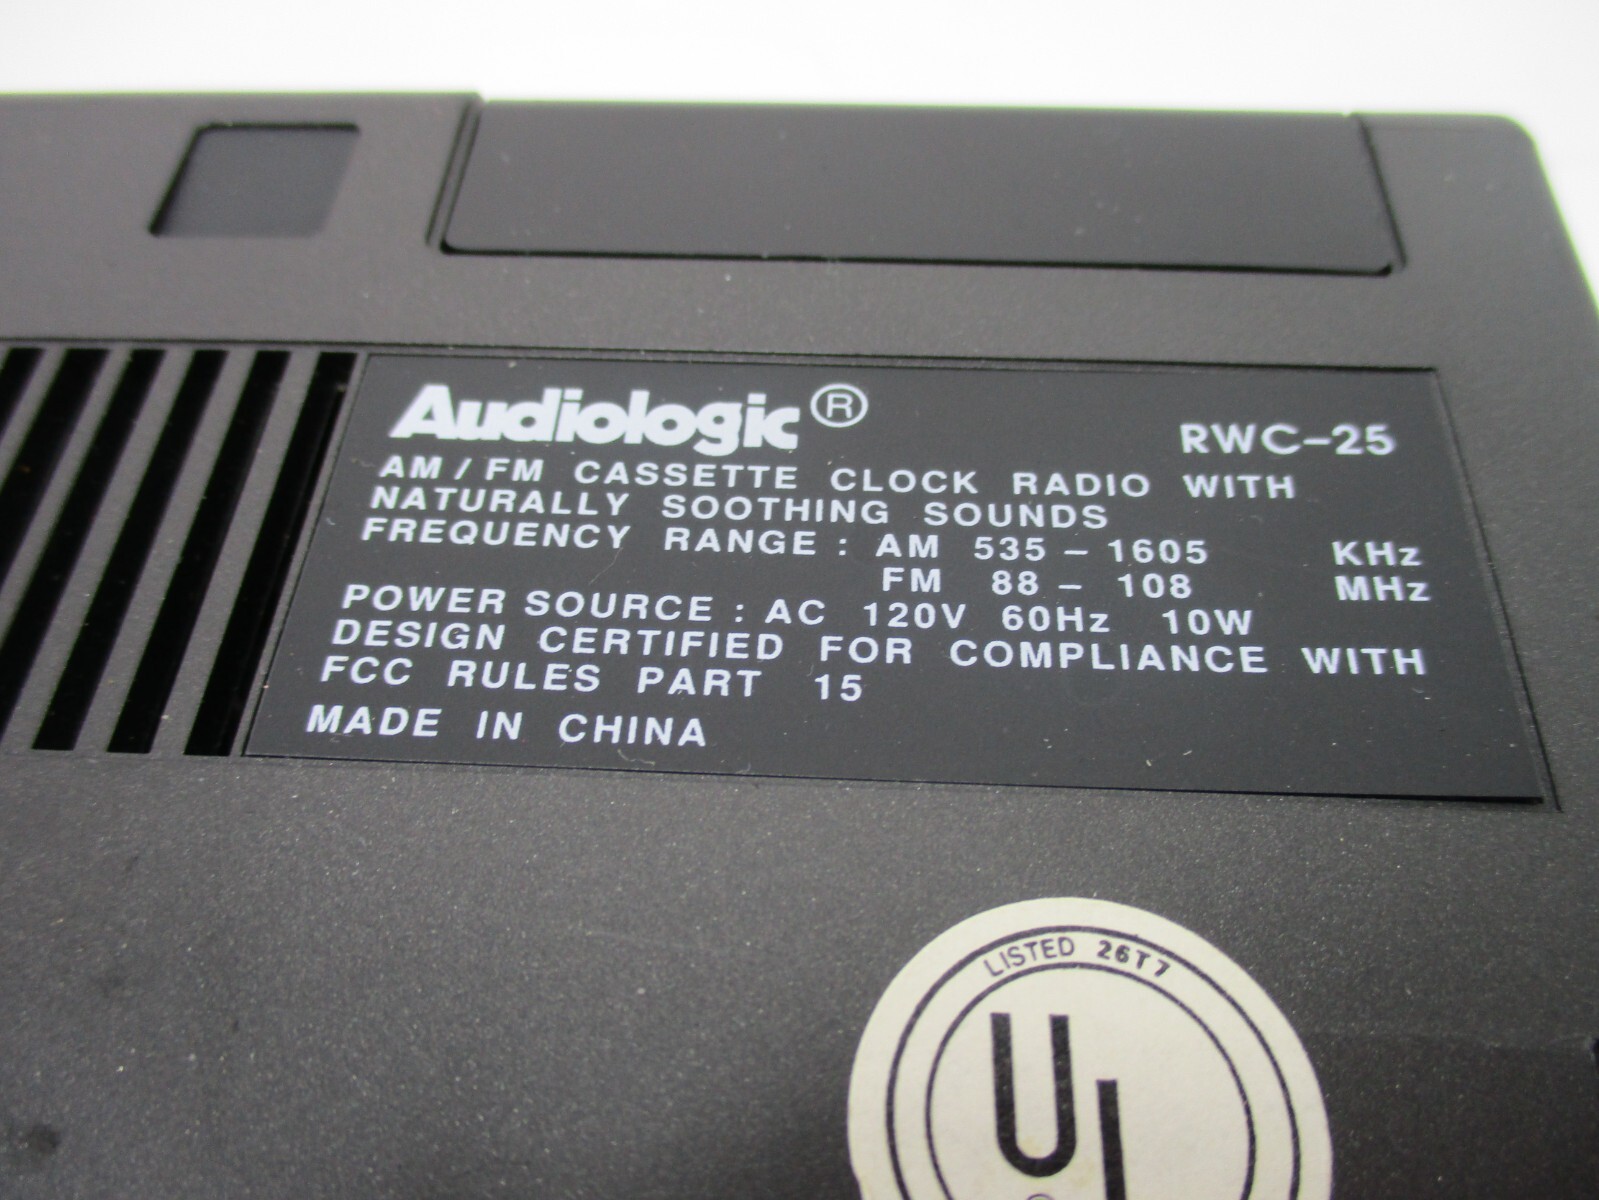 Audiologic ® RWC-25
AM / FM CASSETTE CLOCK RADIO WITH
NATURALLY SOOTHING SOUNDS
FREQUENCY RANGE : AM 535 - 1605 KHz
FM 88 - 108 MHz
POWER SOURCE : AC 120V 60Hz 10W
DESIGN CERTIFIED FOR COMPLIANCE WITH
FCC RULES PART 15
MADE IN CHINA
LISTED 26T7
UL